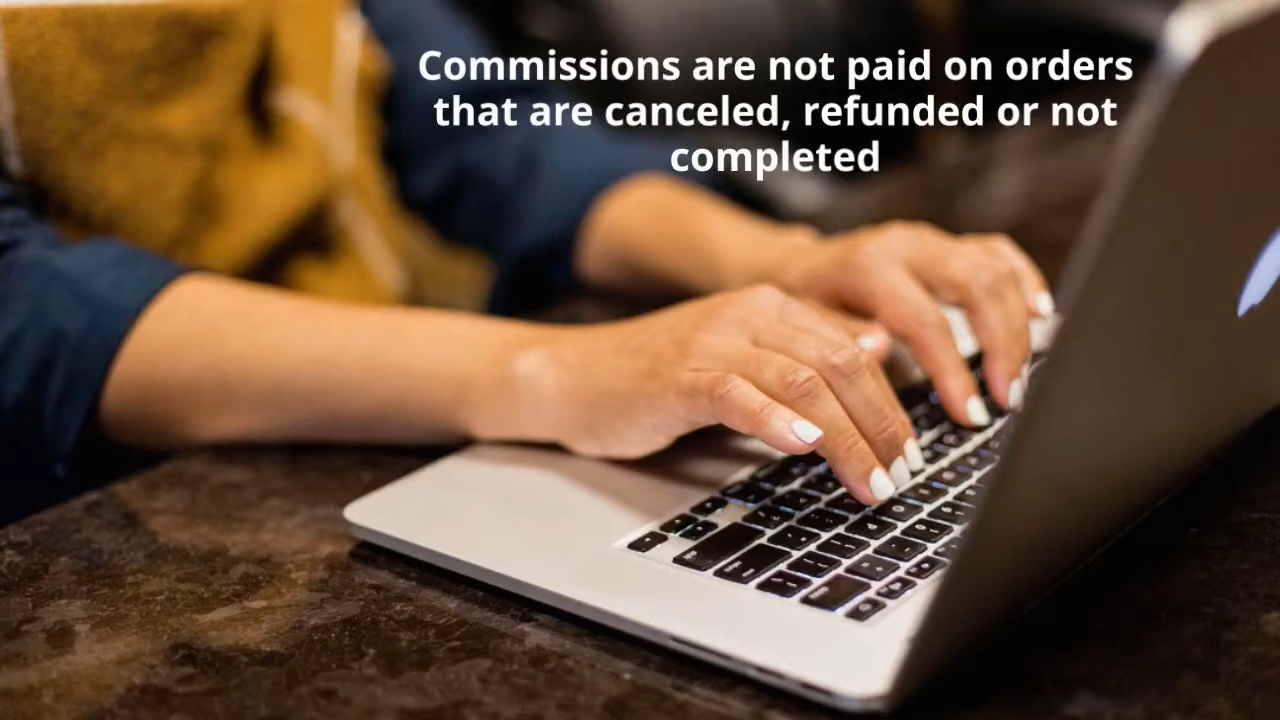 Commissions are not paid on orders
that are canceled, refunded or not
completed